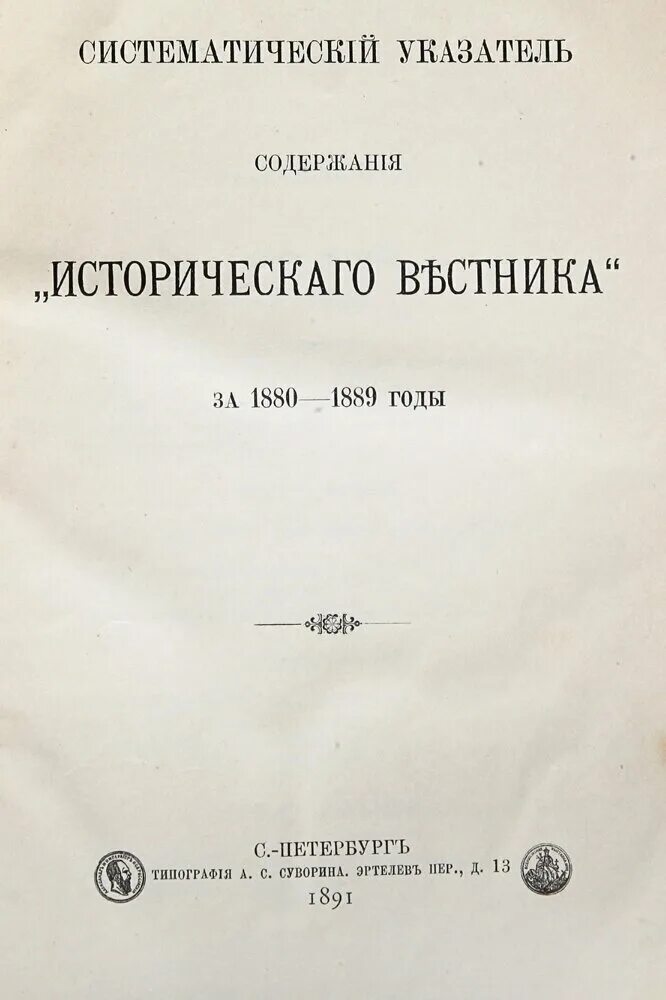 СИСТЕМАТИЧЕСКІЙ УКАЗАТЕЛЬ
СОДЕРЖАНІЯ
„ИСТОРИЧЕСКАГО ВѢСТНИКА“
ЗА 1880—1889 ГОДЫ
С.-ПЕТЕРБУРГЪ
ТИПОГРАФІЯ А. С. СУВОРИНА. ЭРТЕЛЕВЪ ПЕР., Д. 13
1891